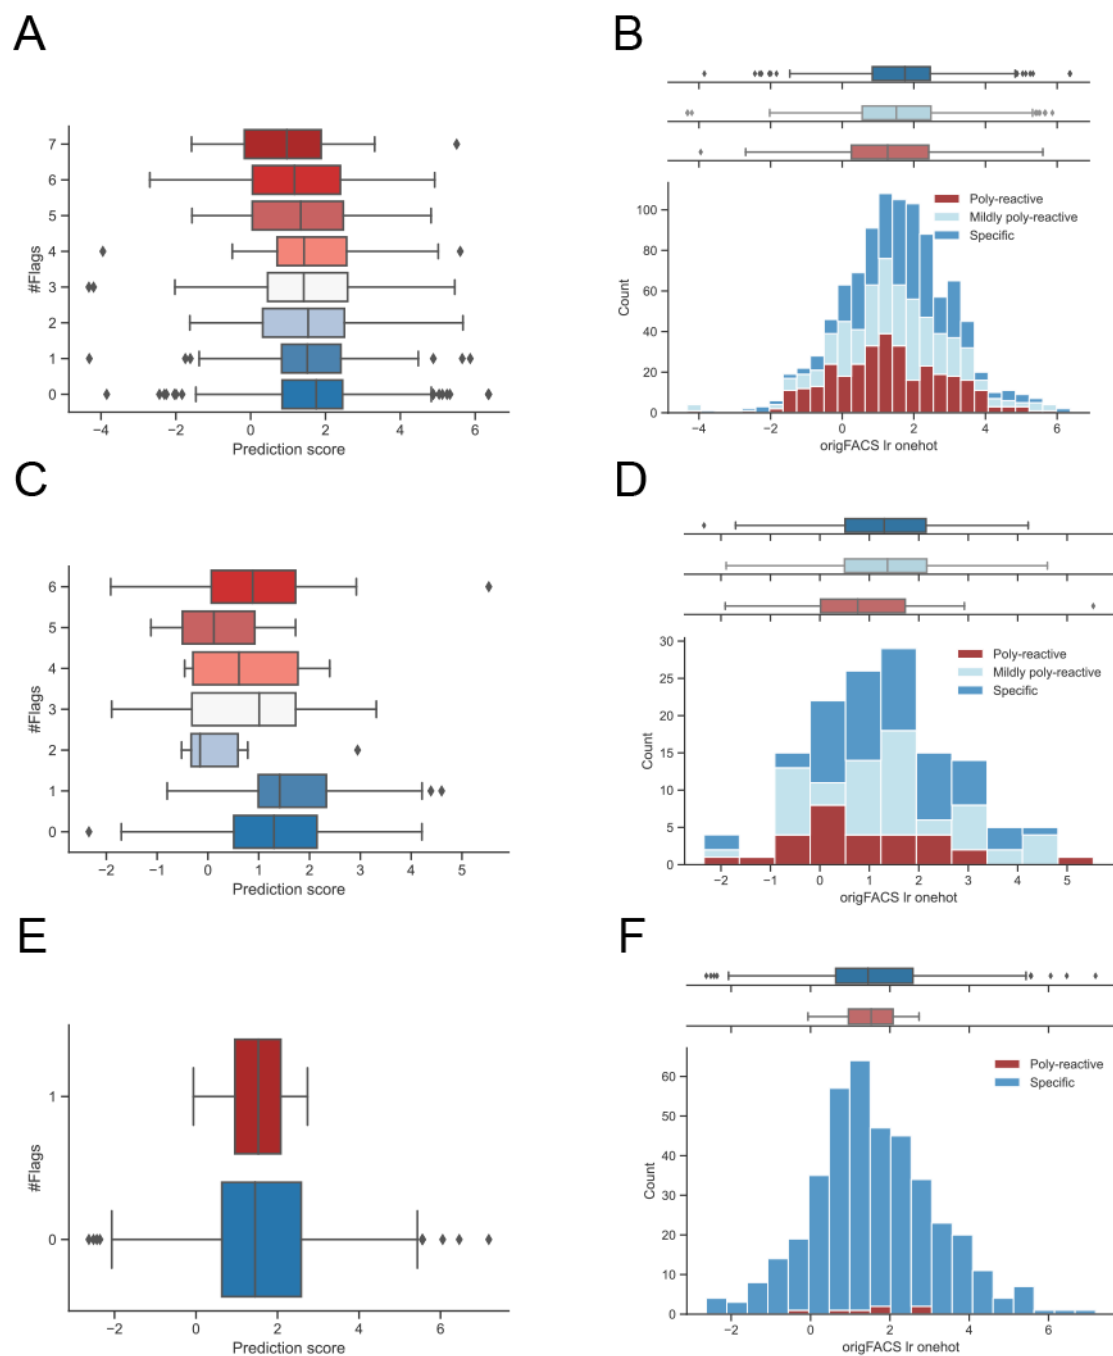 A
7
6
5
4
3
2
1
0
#Flags
−4
−2
0
2
4
6
Prediction score
B
Poly-reactive
Mildly poly-reactive
Specific
100
80
60
40
20
0
Count
−4
−2
0
2
4
6
origFACS lr onehot
C
6
5
4
3
2
1
0
#Flags
−2
−1
0
1
2
3
4
5
Prediction score
D
Poly-reactive
Mildly poly-reactive
Specific
30
25
20
15
10
5
0
Count
−2
−1
0
1
2
3
4
5
origFACS lr onehot
E
1
0
#Flags
−2
0
2
4
6
Prediction score
F
Poly-reactive
Specific
60
50
40
30
20
10
0
Count
−2
0
2
4
6
origFACS lr onehot